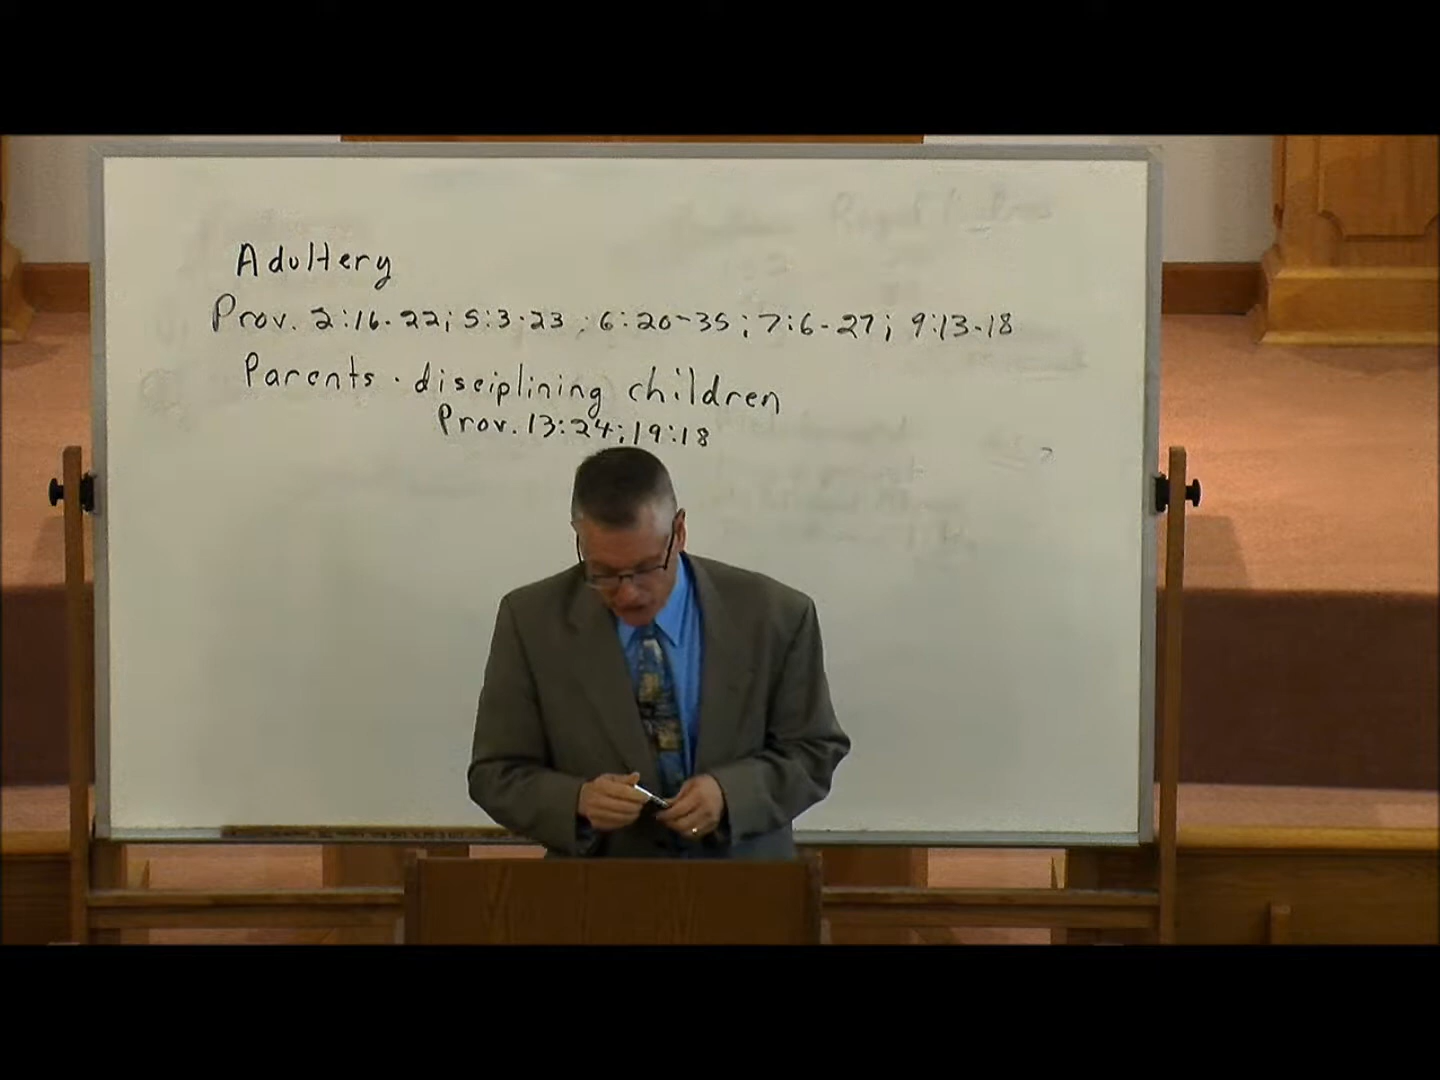 Adultery
Prov. 2:16-22; 5:3-23; 6:20-35; 7:6-27; 9:13-18
Parents - disciplining children
Prov. 13:24; 19:18